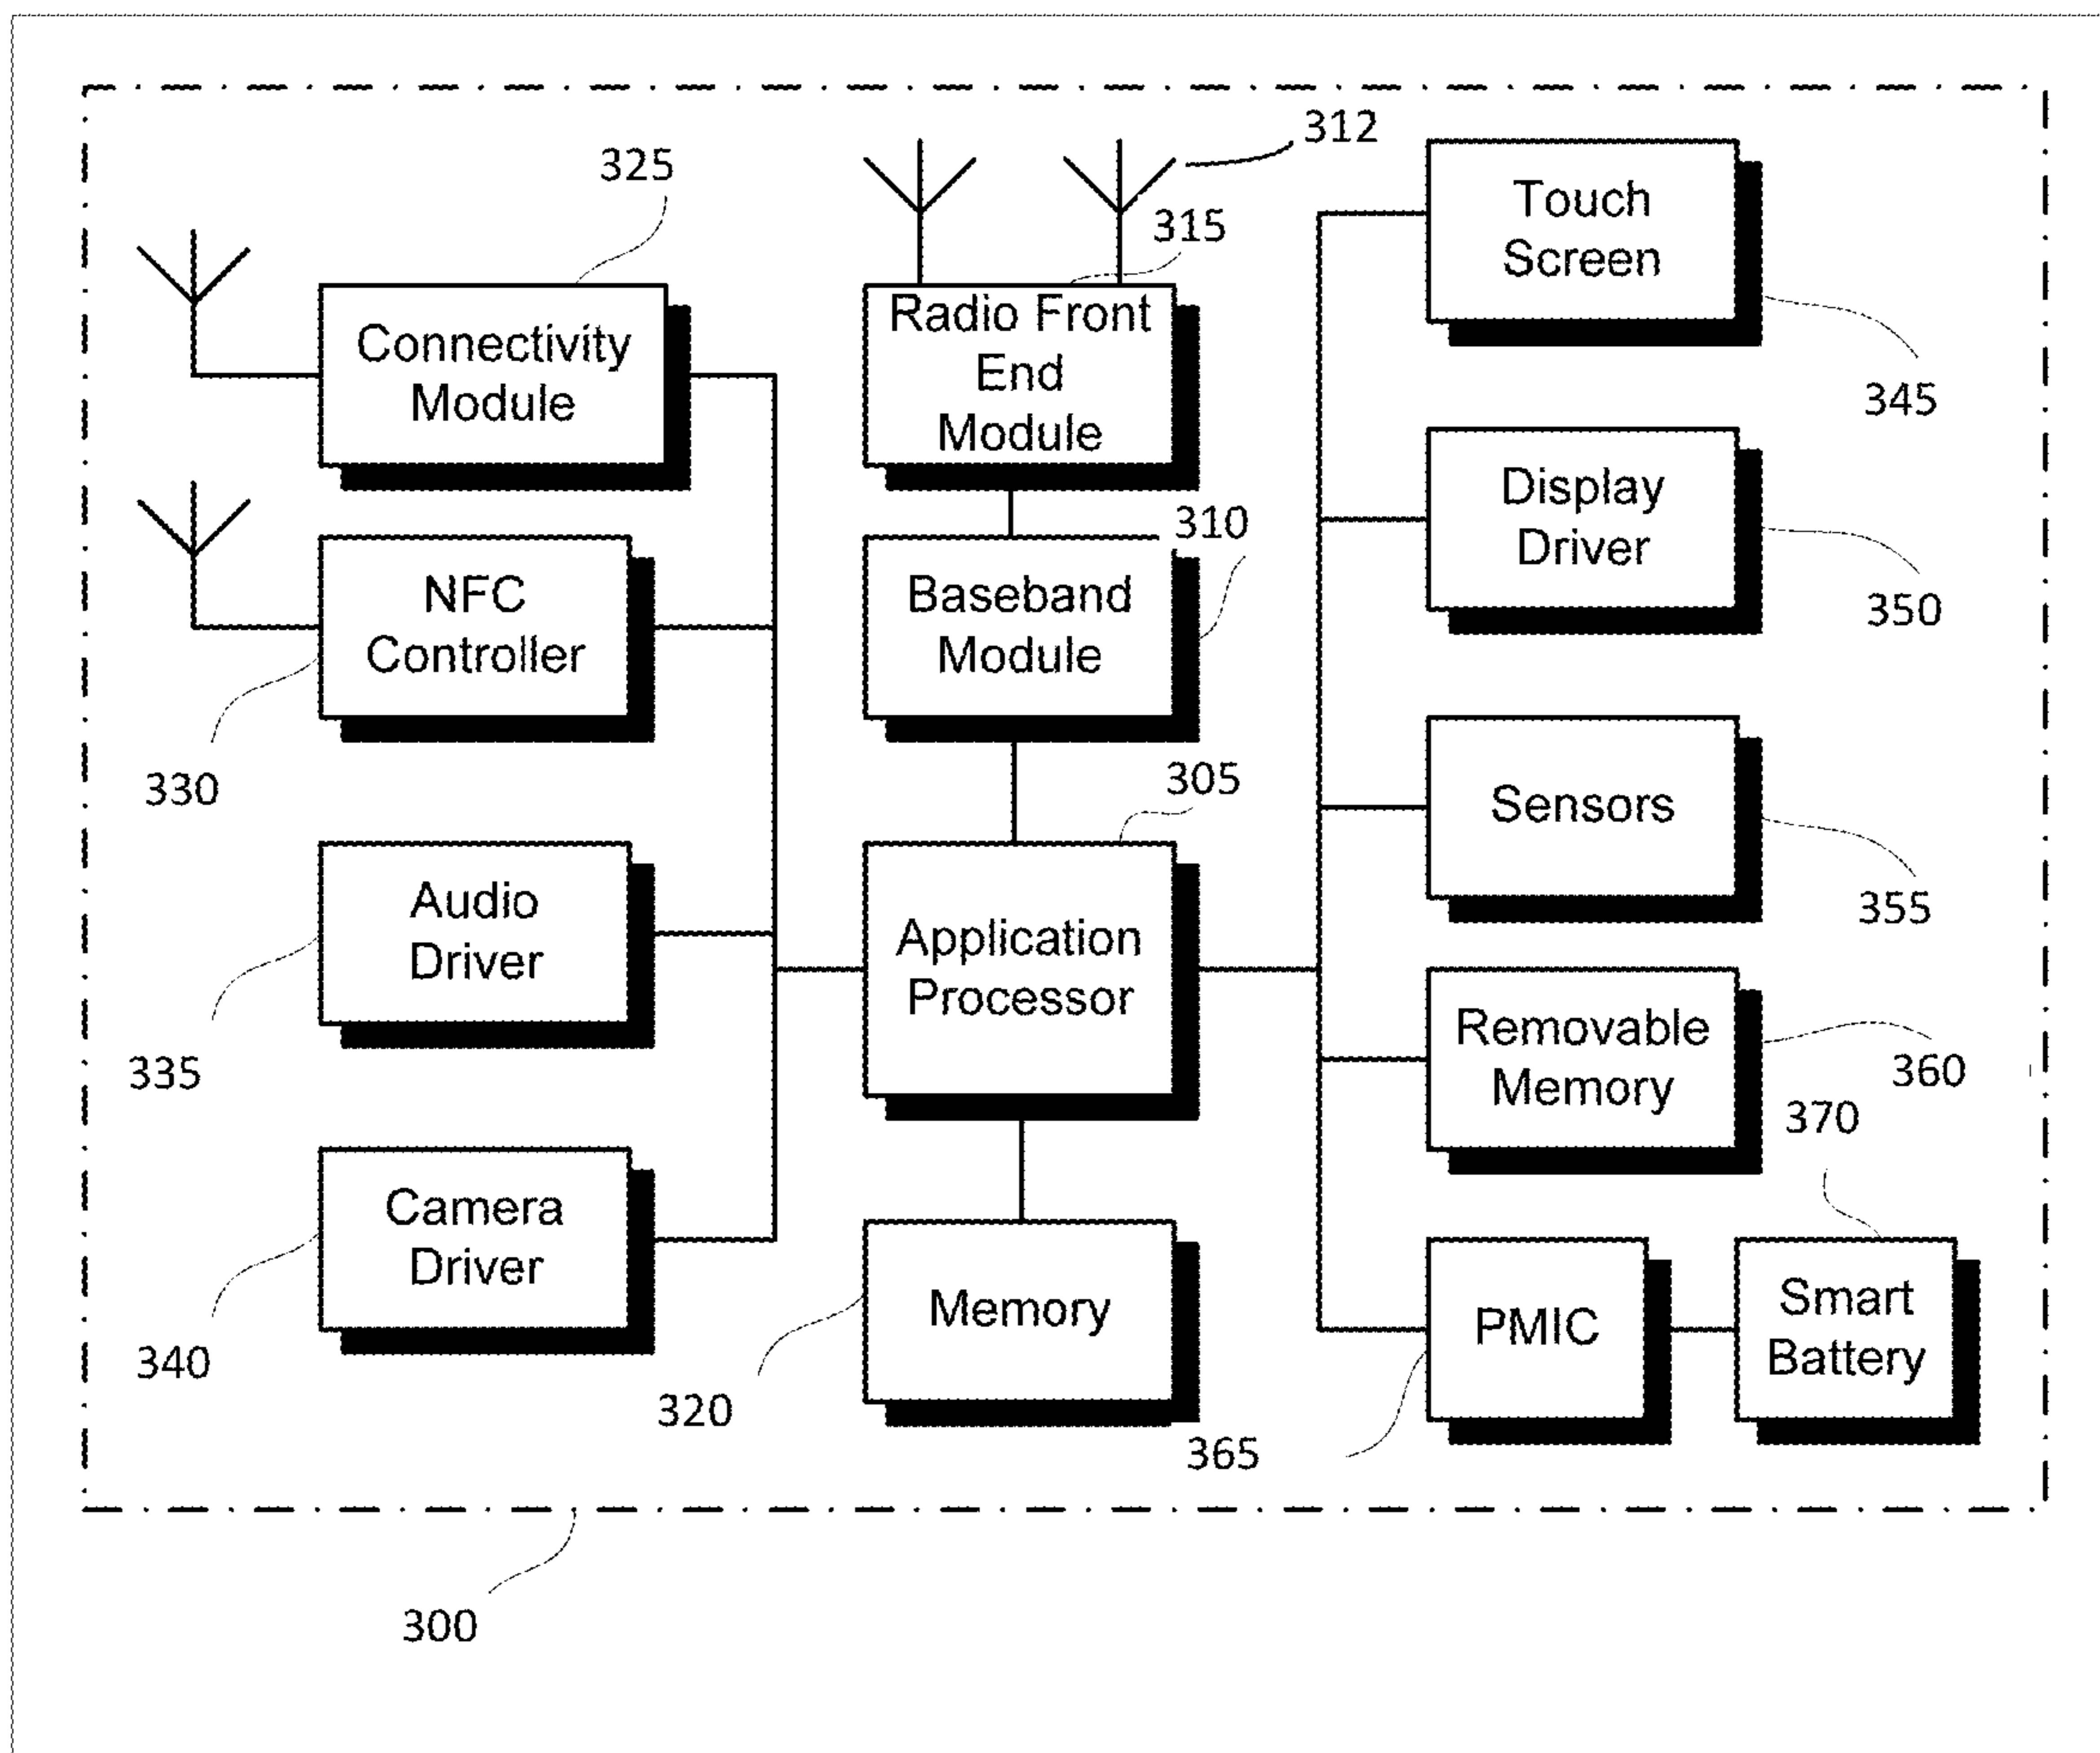 312
325
315
Touch
Screen
Radio Front
End
Module
Connectivity
Module
345
Display
Driver
310
350
NFC
Controller
Baseband
Module
330
305
Sensors
355
Audio
Driver
Application
Processor
335
Removable
Memory
360
370
Camera
Driver
340
Memory
320
PMIC
365
Smart
Battery
300